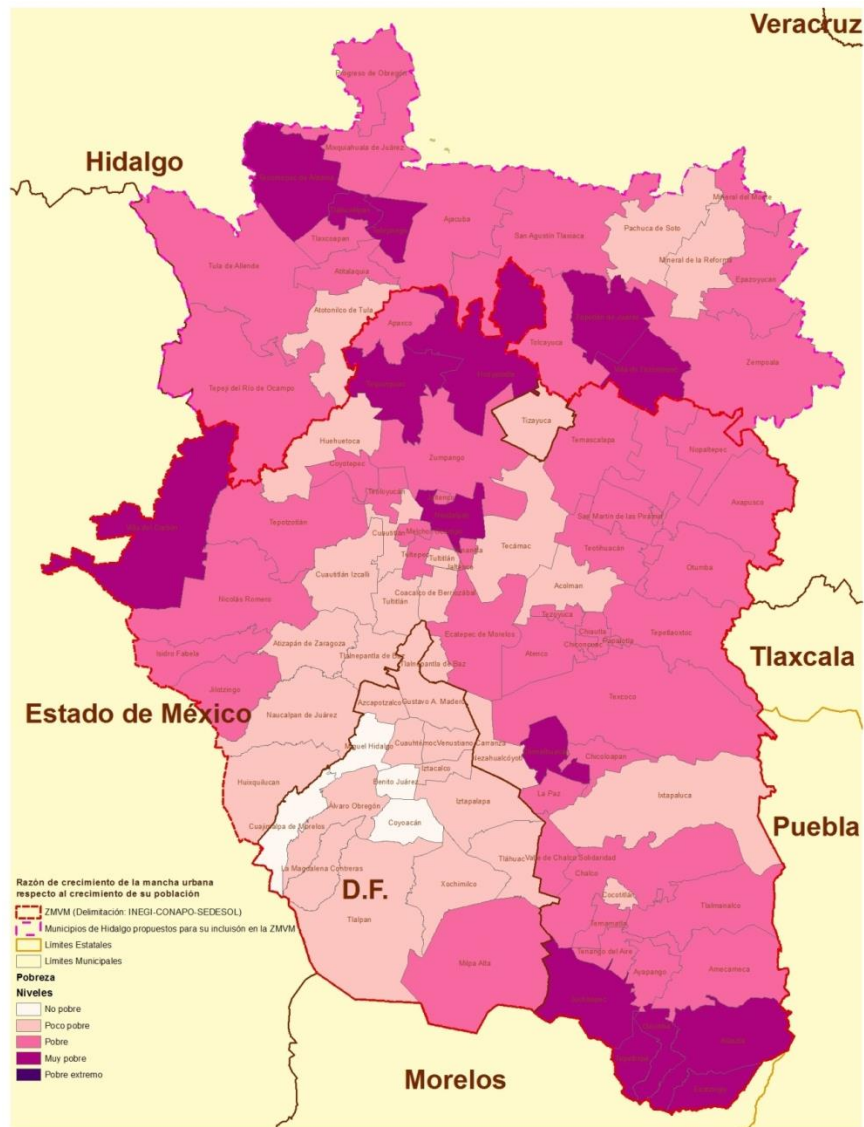 Veracruz
Progreso de Obregón
Mixquiahuala de Juárez
Hidalgo
Mineral del Monte
Ajacuba
San Agustín Tlaxiaca
Pachuca de Soto
Tlaxcoapan
Mineral de la Reforma
Tula de Allende
Atitalaquia
Epazoyucan
Atotonilco de Tula
Apaxco
Tolcayuca
Zempoala
Tepeji del Río de Ocampo
Tizayuca
Huehuetoca
Temascalapa
Nopaltepec
Coyotepec
Zumpango
Axapusco
Teoloyucán
San Martín de las Pirámides
Tepotzotlán
Cuautitlán
Tecámac
Teotihuacán
Tultepec
Tultitlán
Otumba
Jaltenco
Cuautitlán Izcalli
Acolman
Coacalco de Berriozábal
Tultitlán
Nicolás Romero
Tezoyuca
Ecatepec de Morelos
Chiautla
Tepetlaoxtoc
Atizapán de Zaragoza
Atenco
Chiconcuac
Papalotla
Isidro Fabela
Tlalnepantla de Baz
Tlalnepantla de Baz
Tlaxcala
Jilotzingo
Texcoco
Estado de México
Azcapotzalco
Gustavo A. Madero
Naucalpan de Juárez
Miguel Hidalgo
Cuauhtémoc
Venustiano Carranza
Chicoloapan
Iztacalco
Huixquilucan
Benito Juárez
La Paz
Ixtapaluca
Álvaro Obregón
Iztapalapa
Puebla
Cuajimalpa de Morelos
Coyoacán
Tláhuac
Valle de Chalco Solidaridad
La Magdalena Contreras
Chalco
D.F.
Xochimilco
Cocotitlán
Tlalmanalco
Tlalpan
Temamatla
Milpa Alta
Tenango del Aire
Ayapango
Amecameca
Morelos
Razón de crecimiento de la mancha urbana
respecto al crecimiento de su población
ZMVM (Delimitación: INEGI-CONAPO-SEDESOL)
Municipios de Hidalgo propuestos para su inclusión en la ZMVM
Límites Estatales
Límites Municipales
Pobreza
Niveles
No pobre
Poco pobre
Pobre
Muy pobre
Pobre extremo